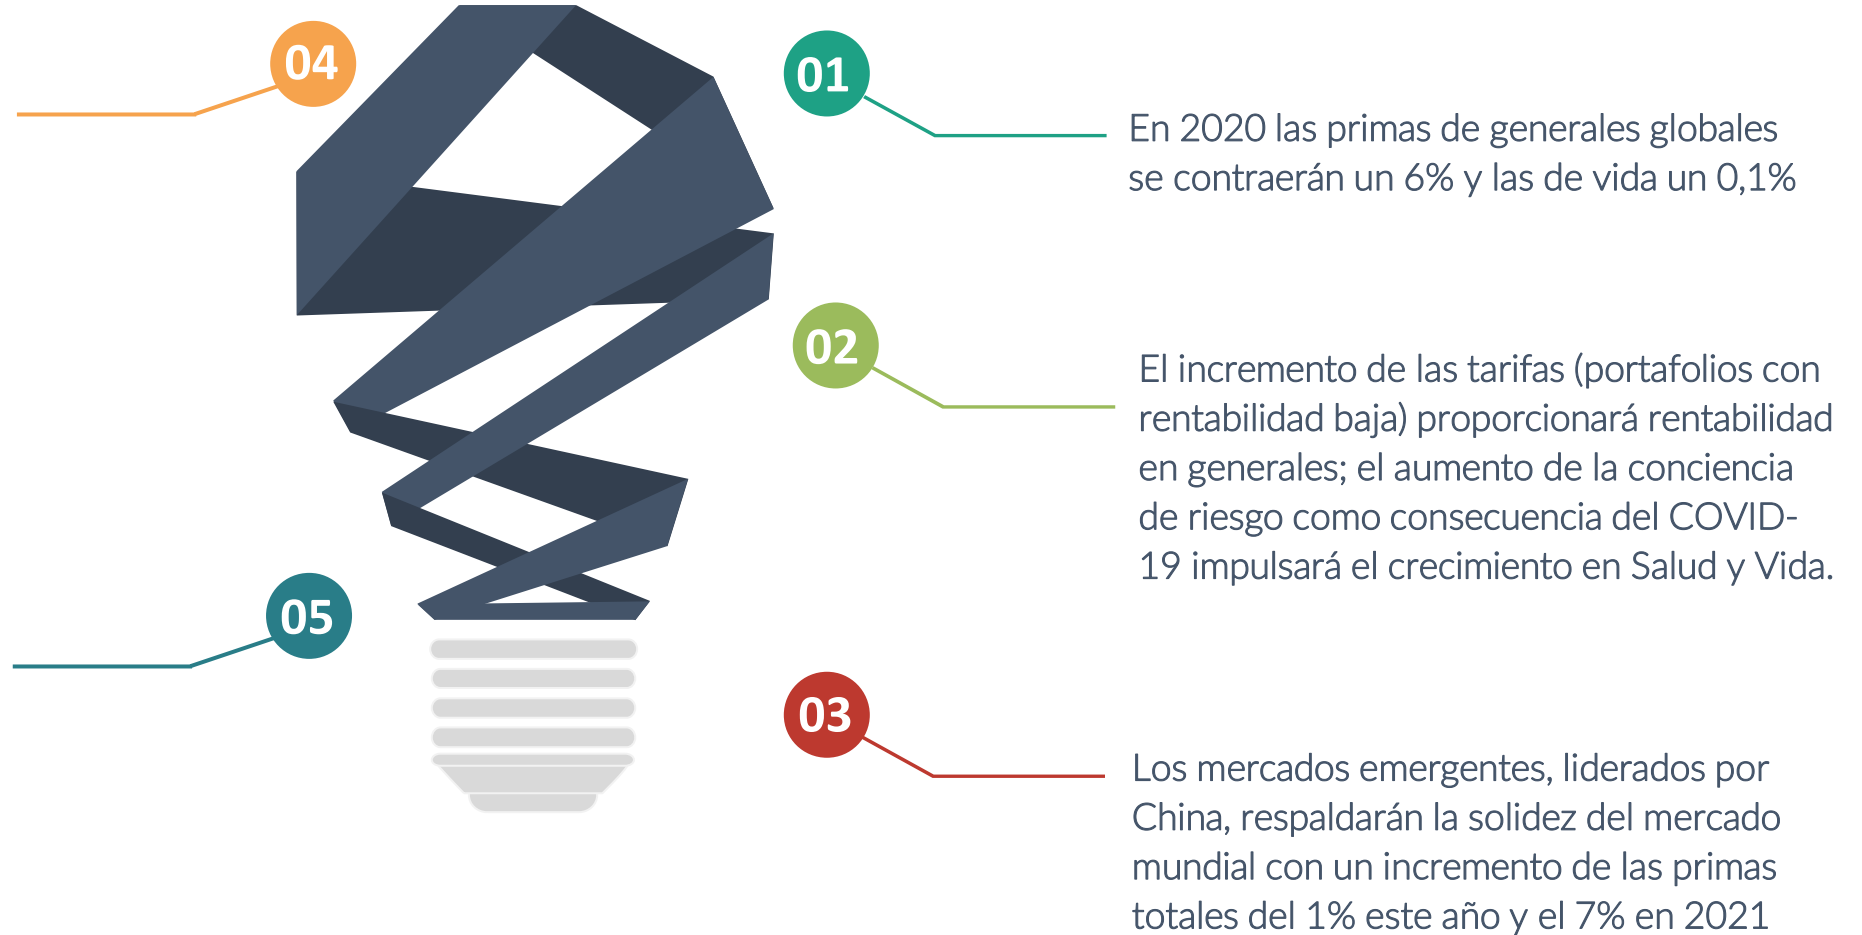 04
01
En 2020 las primas de generales globales
se contraerán un 6% y las de vida un 0,1%
02
El incremento de las tarifas (portafolios con
rentabilidad baja) proporcionará rentabilidad
en generales; el aumento de la conciencia
de riesgo como consecuencia del COVID-
19 impulsará el crecimiento en Salud y Vida.
05
03
Los mercados emergentes, liderados por
China, respaldarán la solidez del mercado
mundial con un incremento de las primas
totales del 1% este año y el 7% en 2021